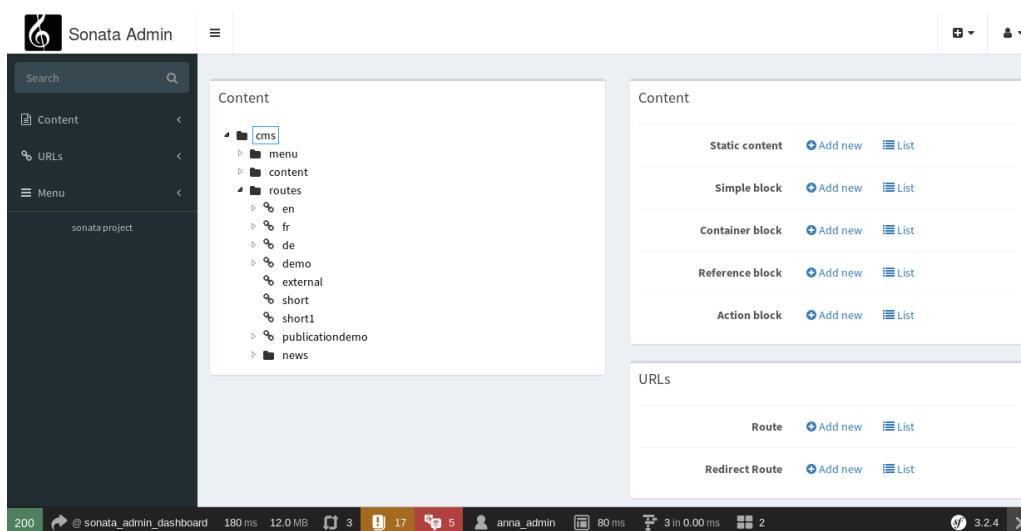 Sonata Admin
Search
Content
URLs
Menu
sonata project
Content
cms
menu
content
routes
en
fr
de
demo
external
short
short1
publicationdemo
news
Content
Static content Add new List
Simple block Add new List
Container block Add new List
Reference block Add new List
Action block Add new List
URLs
Route Add new List
Redirect Route Add new List
200 @ sonata_admin_dashboard 180 ms 12.0 MB 3 17 5 anna_admin 80 ms 3 in 0.00 ms 2 3.2.4